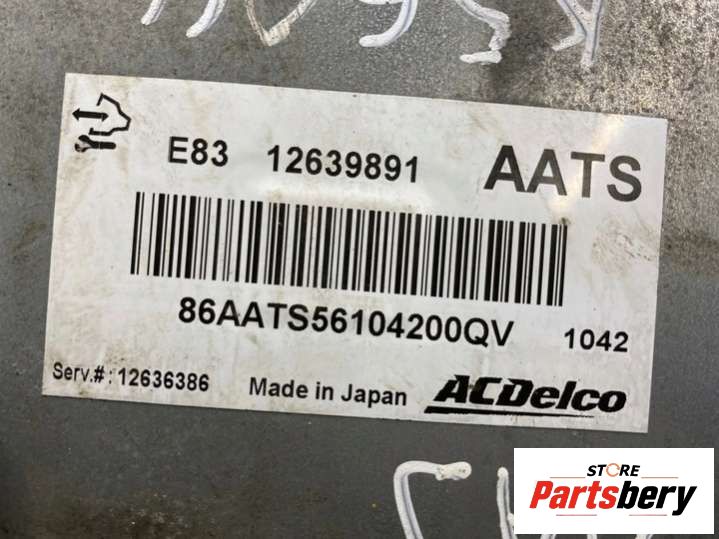 E83 12639891 AATS
86AATS56104200QV 1042
Serv.#: 12636386 Made in Japan ACDelco
STORE
Partsbery